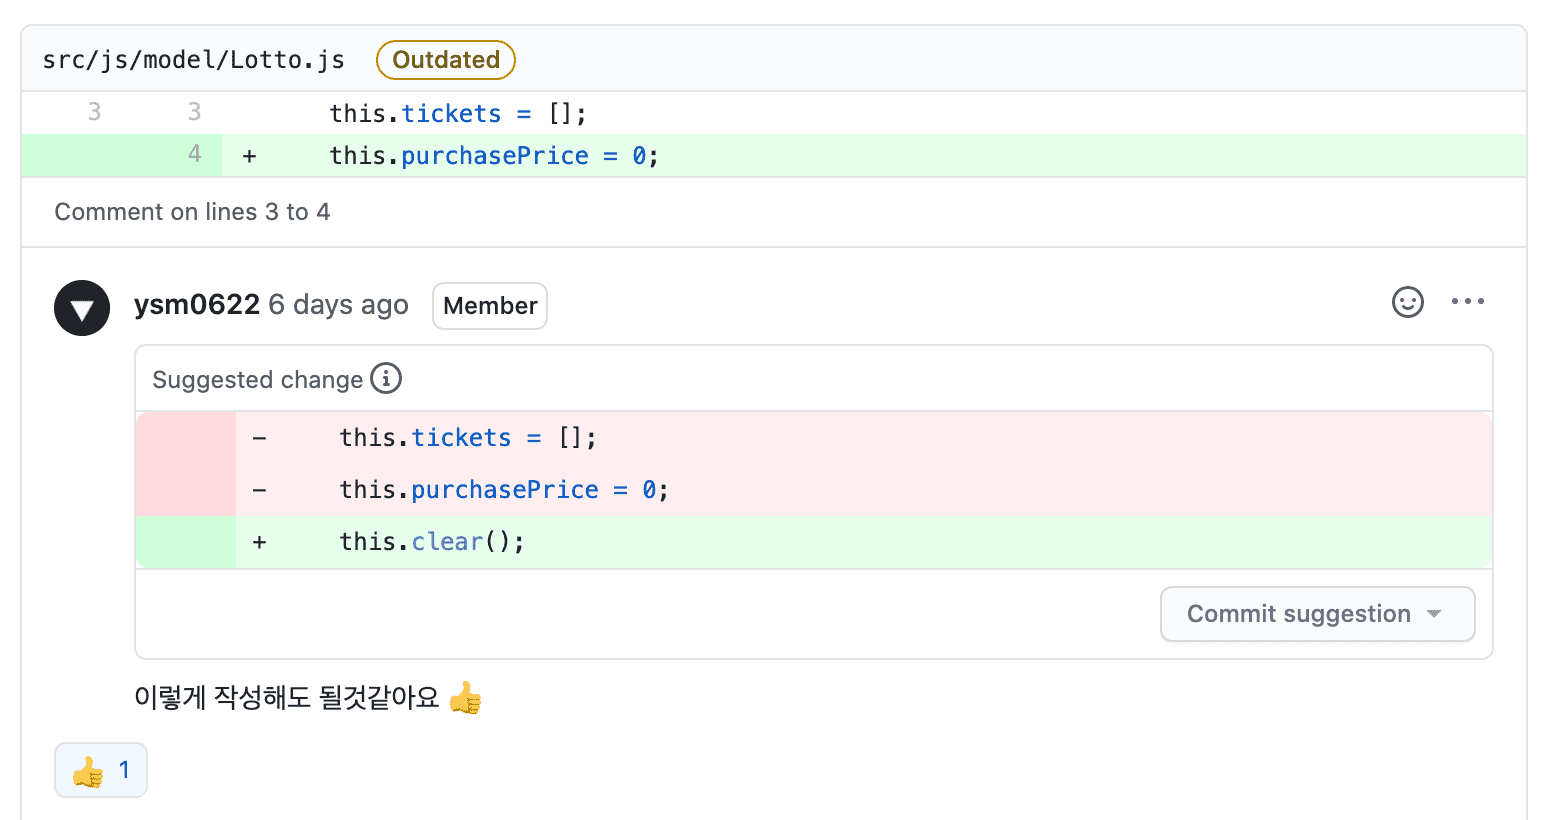 src/js/model/Lotto.js Outdated
3 3 this.tickets = [];
4 + this.purchasePrice = 0;
Comment on lines 3 to 4
ysm0622 6 days ago Member
Suggested change
- this.tickets = [];
- this.purchasePrice = 0;
+ this.clear();
Commit suggestion
이렇게 작성해도 될것같아요 👍
👍 1